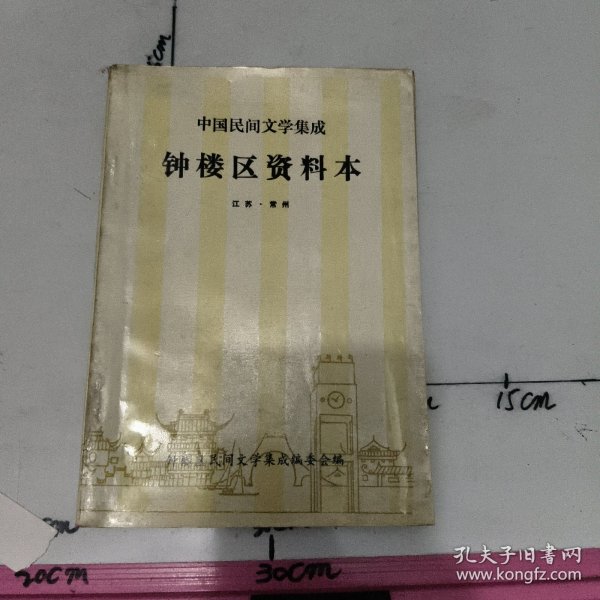 中国民间文学集成
钟楼区资料本
江苏·常州
钟楼区民间文学集成编委会编
15cm
20cm
30cm
孔夫子旧书网
www.kongfz.com